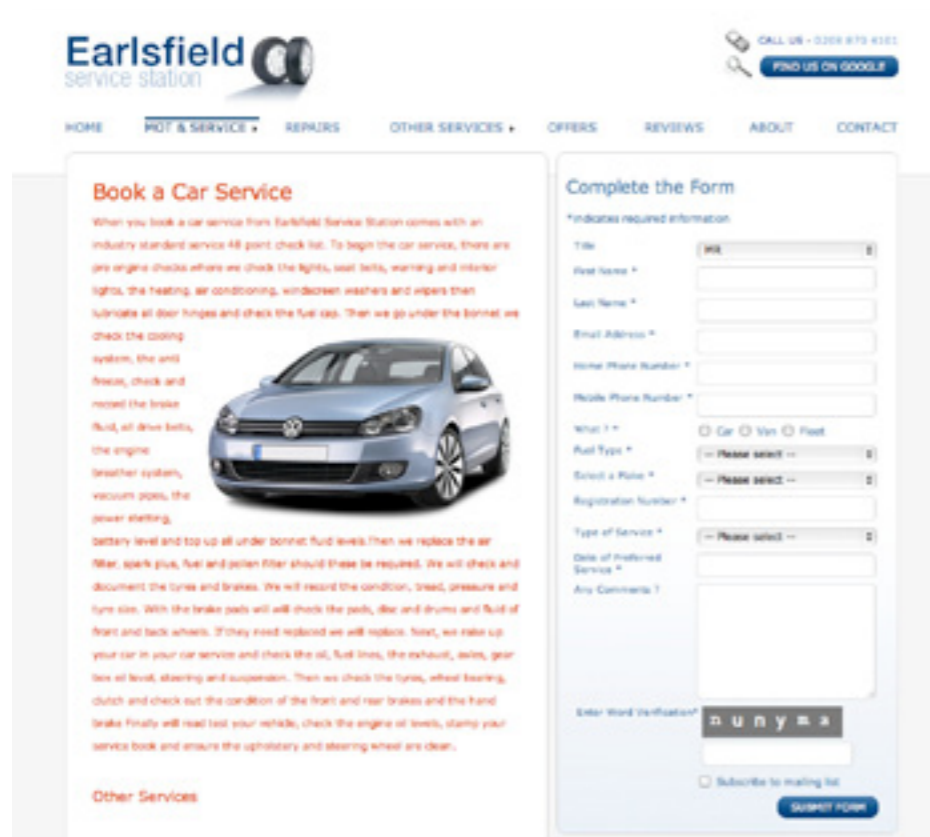 Earlsfield
service station
CALL US - 0208 879 4101
FIND US ON GOOGLE
HOME MOT & SERVICE REPAIRS OTHER SERVICES OFFERS REVIEWS ABOUT CONTACT
Book a Car Service
When you book a car service from Earlsfield Service Station comes with an
industry standard service 48 point check list. To begin the car service, there are
pre engine checks where we check the lights, seat belts, warning and interior
lights, the heating, air conditioning, windscreen washers and wipers then
lubricate all door hinges and check the fuel cap. Then we go under the bonnet we
check the cooling
system, the anti
freeze, check and
record the brake
fluid, all drive belts,
the engine
breather system,
vacuum pipes, the
power
battery level and top up all under bonnet fluid levels.Then we replace the air
filter, spark plus, fuel and pollen filter should these be required. We will check and
document the tyres and brakes. We will record the condition, tread, pressure and
tyre size. With the brake pads will will check the pads, disc and drums and fluid of
front and back wheels. If they need replaced we will replace. Next, we raise up
your car in your car service and check the oil, fuel lines, the exhaust, axles, gear
box oil level, steering and suspension. Then we check the tyres, wheel bearing,
clutch and check out the condition of the front and rear brakes and the hand
brake Finally will road test your vehicle, check the engine oil levels, stamp your
service book and ensure the upholstery and steering wheel are clean.
Other Services
Complete the Form
*indicates required information
Title MR
First Name *
Last Name *
Email Address *
Home Phone Number *
Mobile Phone Number *
What ? * Car Van Fleet
Fuel Type * -- Please select --
Select a Make * -- Please select --
Registration Number *
Type of Service * -- Please select --
Date of Preferred
Service *
Any Comments ?
Enter Word Verification* nunyma
Subscribe to mailing list
SUBMIT FORM